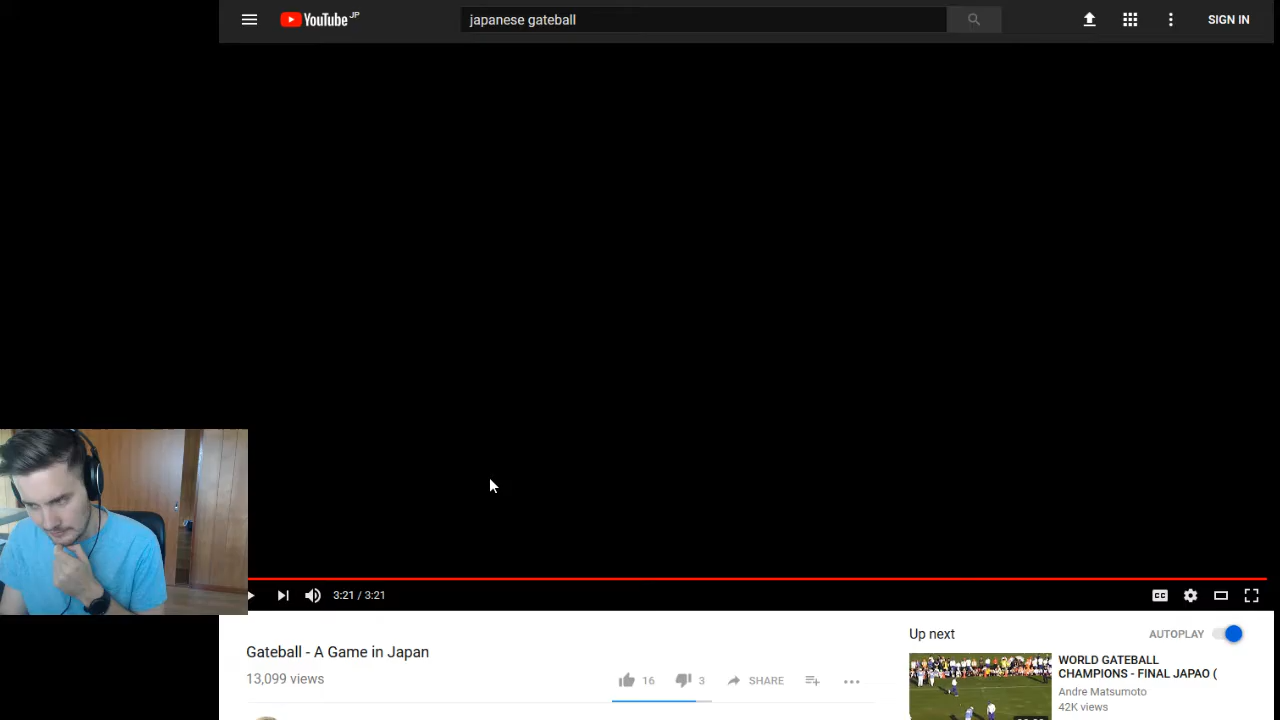 YouTube JP
japanese gateball
SIGN IN
3:21 / 3:21
CC
Gateball - A Game in Japan
13,099 views
16
3
SHARE
Up next
AUTOPLAY
WORLD GATEBALL
CHAMPIONS - FINAL JAPAO (
Andre Matsumoto
42K views